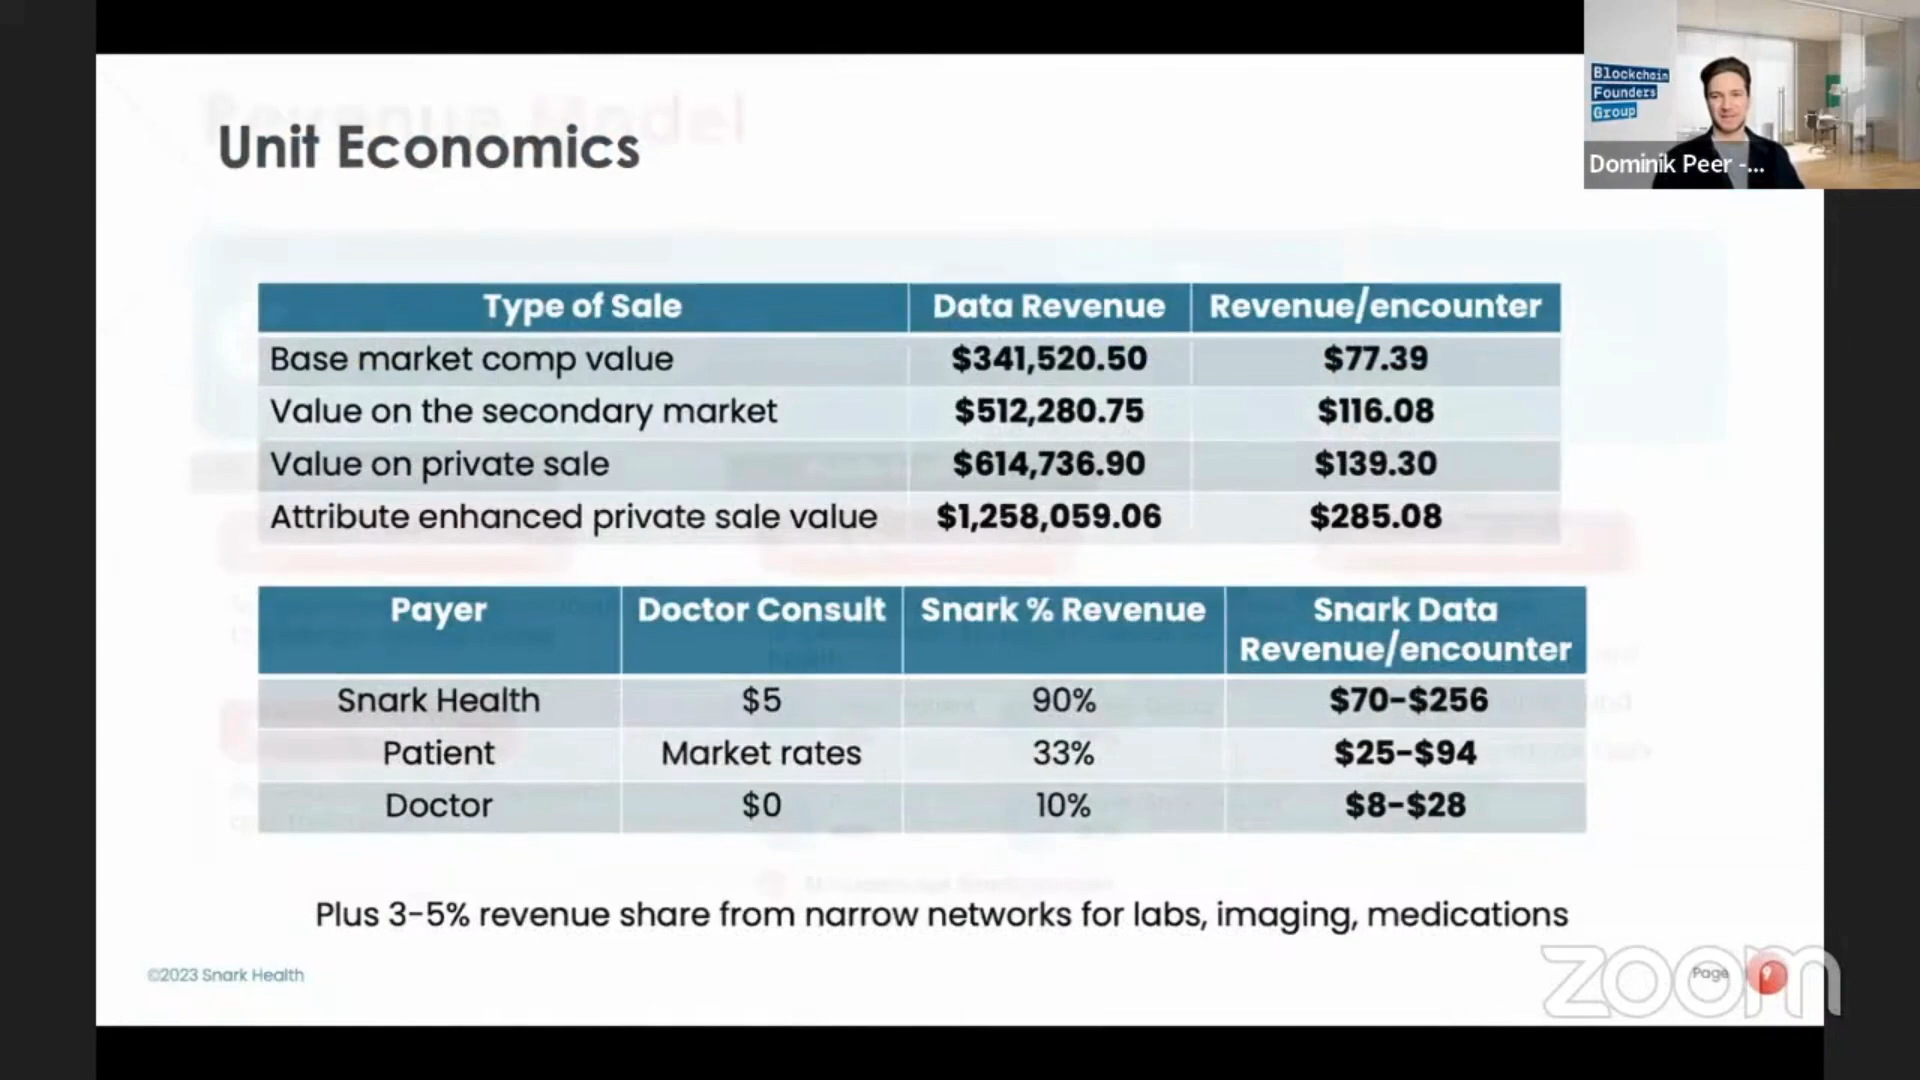 Blockchain
Founders
Group
Dominik Peer -...
Revenue Model
Unit Economics
Type of Sale Data Revenue Revenue/encounter
Base market comp value $341,520.50 $77.39
Value on the secondary market $512,280.75 $116.08
Value on private sale $614,736.90 $139.30
Attribute enhanced private sale value $1,258,059.06 $285.08
Payer Doctor Consult Snark % Revenue Snark Data
Revenue/encounter
Snark Health $5 90% $70-$256
Patient Market rates 33% $25-$94
Doctor $0 10% $8-$28
Plus 3-5% revenue share from narrow networks for labs, imaging, medications
©2023 Snark Health
Page 9
zoom